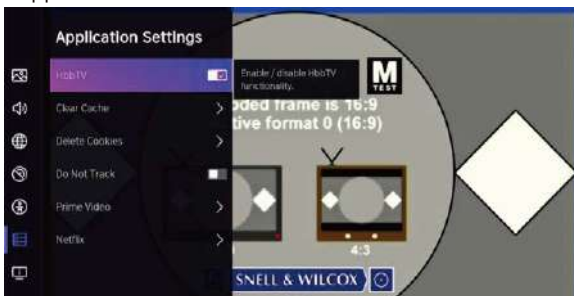 Application Settings
HbbTV
Enable / disable HbbTV
functionality.
Clear Cache
Delete Cookies
Do Not Track
Prime Video
Netflix
M
TEST
oded frame is 16:9
tive format 0 (16:9)
4:3
SNELL & WILCOX